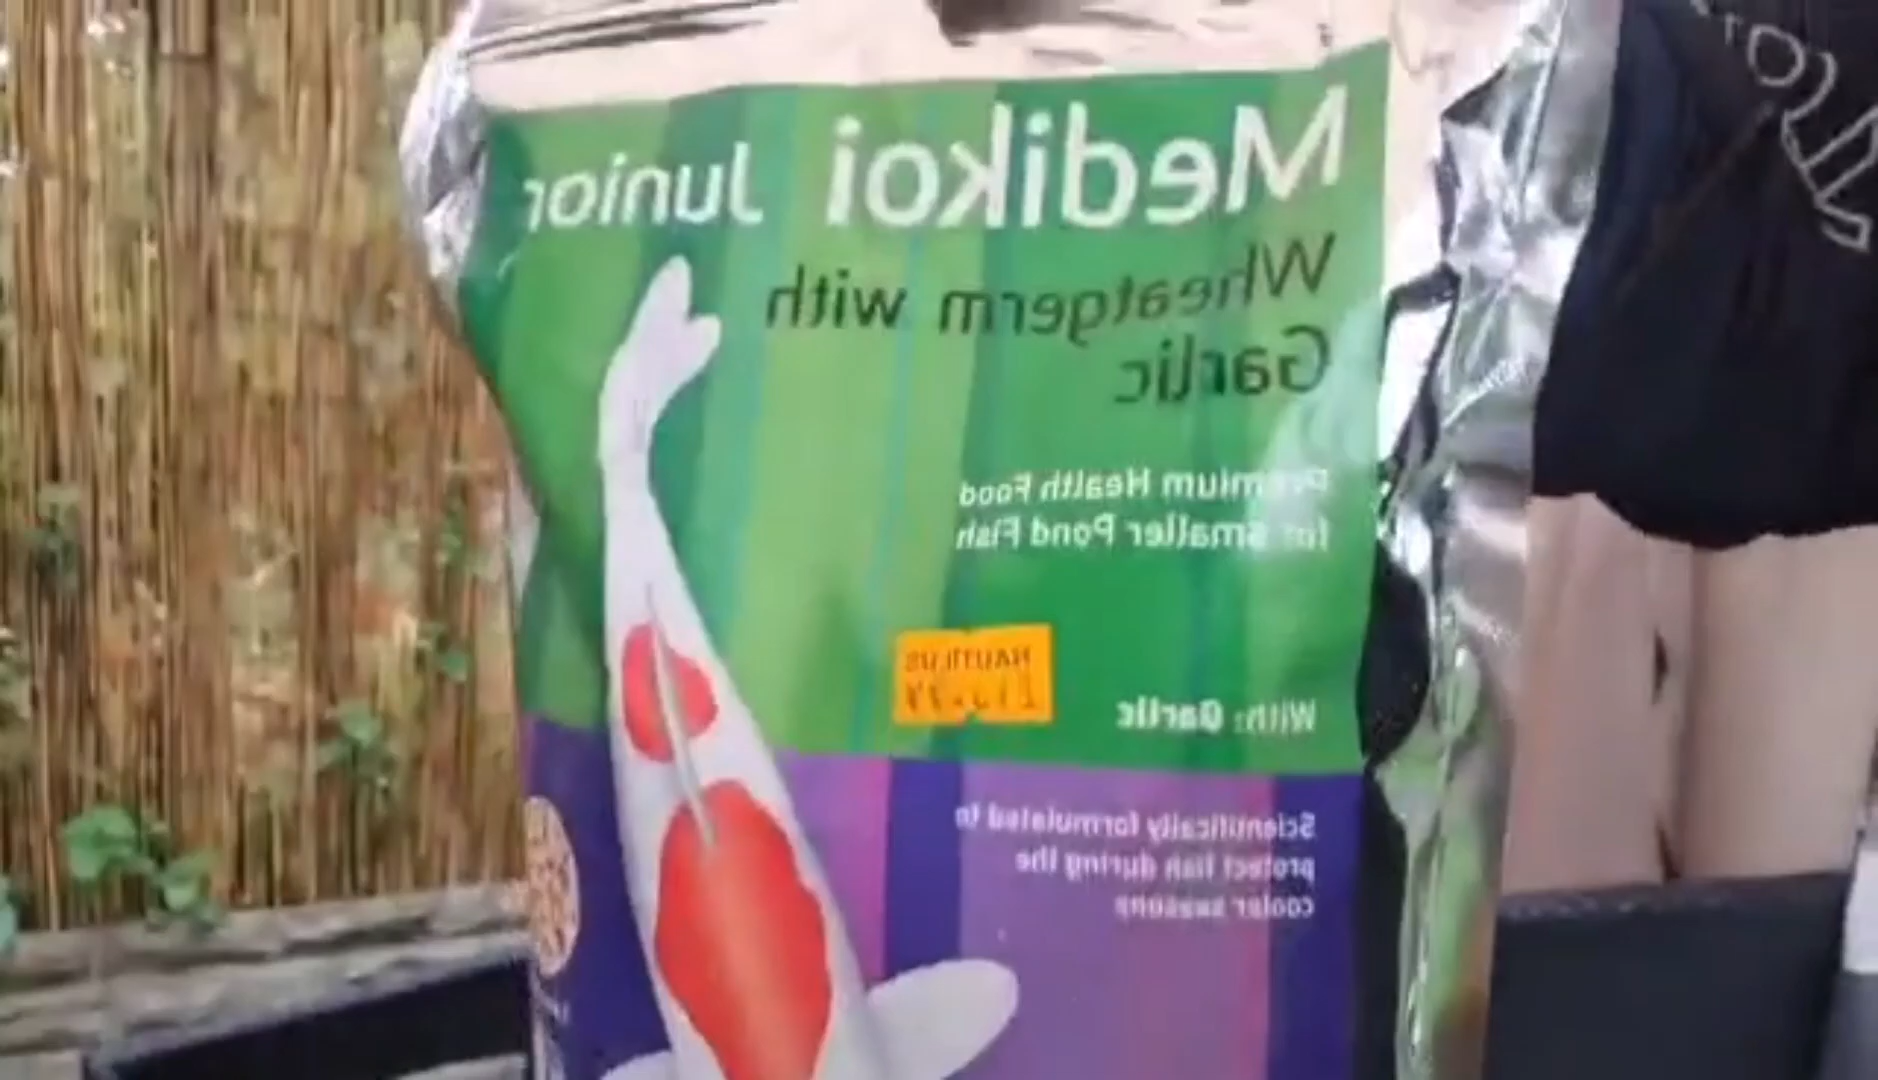 Medikoi Junior
Wheatgerm with
Garlic
Premium Health Food
for Smaller Pond Fish
NAUTILUS
With: Garlic
Scientifically formulated to
protect fish during the
cooler seasons